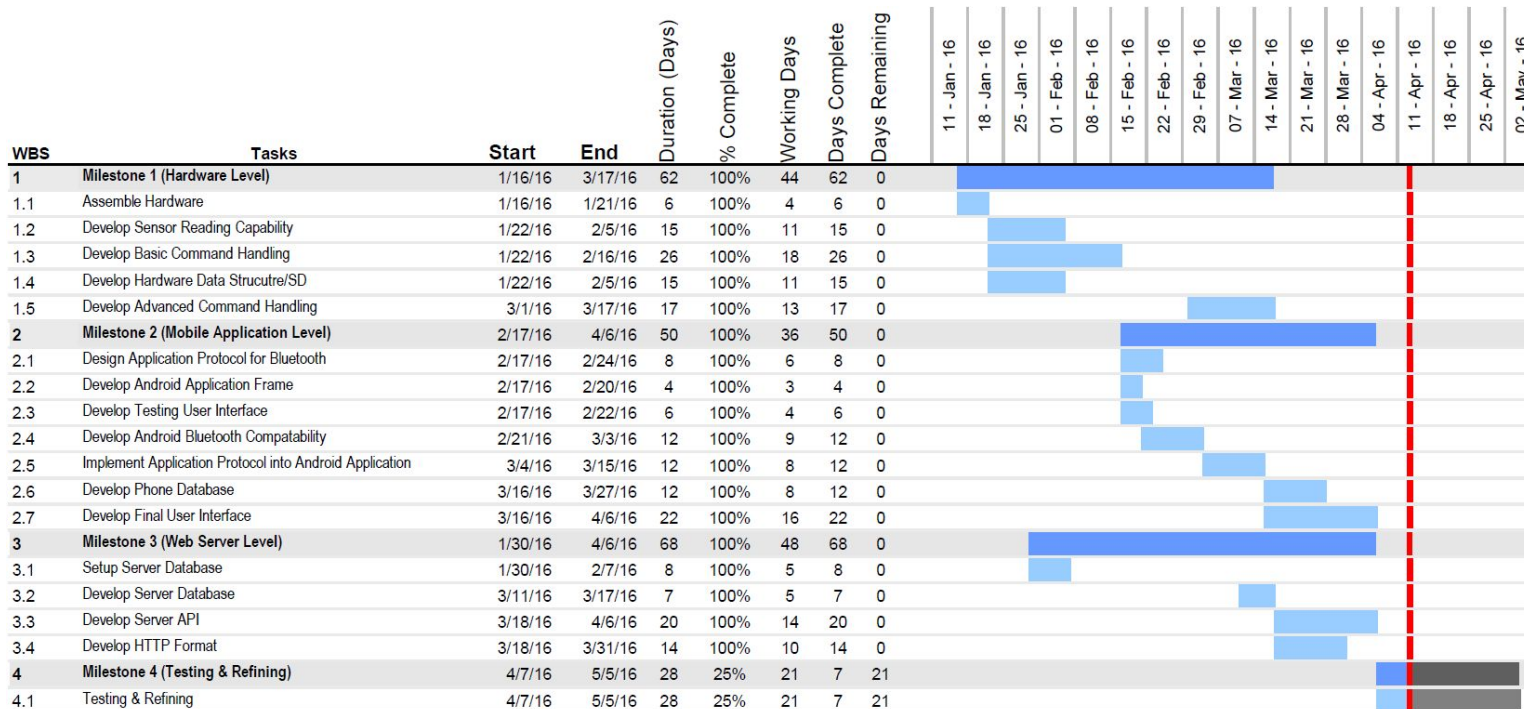 WBS Tasks Start End Duration (Days) % Complete Working Days Days Complete Days Remaining 11 - Jan - 16 18 - Jan - 16 25 - Jan - 16 01 - Feb - 16 08 - Feb - 16 15 - Feb - 16 22 - Feb - 16 29 - Feb - 16 07 - Mar - 16 14 - Mar - 16 21 - Mar - 16 28 - Mar - 16 04 - Apr - 16 11 - Apr - 16 18 - Apr - 16 25 - Apr - 16 02 - May - 16
1 Milestone 1 (Hardware Level) 1/16/16 3/17/16 62 100% 44 62 0
1.1 Assemble Hardware 1/16/16 1/21/16 6 100% 4 6 0
1.2 Develop Sensor Reading Capability 1/22/16 2/5/16 15 100% 11 15 0
1.3 Develop Basic Command Handling 1/22/16 2/16/16 26 100% 18 26 0
1.4 Develop Hardware Data Strucutre/SD 1/22/16 2/5/16 15 100% 11 15 0
1.5 Develop Advanced Command Handling 3/1/16 3/17/16 17 100% 13 17 0
2 Milestone 2 (Mobile Application Level) 2/17/16 4/6/16 50 100% 36 50 0
2.1 Design Application Protocol for Bluetooth 2/17/16 2/24/16 8 100% 6 8 0
2.2 Develop Android Application Frame 2/17/16 2/20/16 4 100% 3 4 0
2.3 Develop Testing User Interface 2/17/16 2/22/16 6 100% 4 6 0
2.4 Develop Android Bluetooth Compatability 2/21/16 3/3/16 12 100% 9 12 0
2.5 Implement Application Protocol into Android Application 3/4/16 3/15/16 12 100% 8 12 0
2.6 Develop Phone Database 3/16/16 3/27/16 12 100% 8 12 0
2.7 Develop Final User Interface 3/16/16 4/6/16 22 100% 16 22 0
3 Milestone 3 (Web Server Level) 1/30/16 4/6/16 68 100% 48 68 0
3.1 Setup Server Database 1/30/16 2/7/16 8 100% 5 8 0
3.2 Develop Server Database 3/11/16 3/17/16 7 100% 5 7 0
3.3 Develop Server API 3/18/16 4/6/16 20 100% 14 20 0
3.4 Develop HTTP Format 3/18/16 3/31/16 14 100% 10 14 0
4 Milestone 4 (Testing & Refining) 4/7/16 5/5/16 28 25% 21 7 21
4.1 Testing & Refining 4/7/16 5/5/16 28 25% 21 7 21